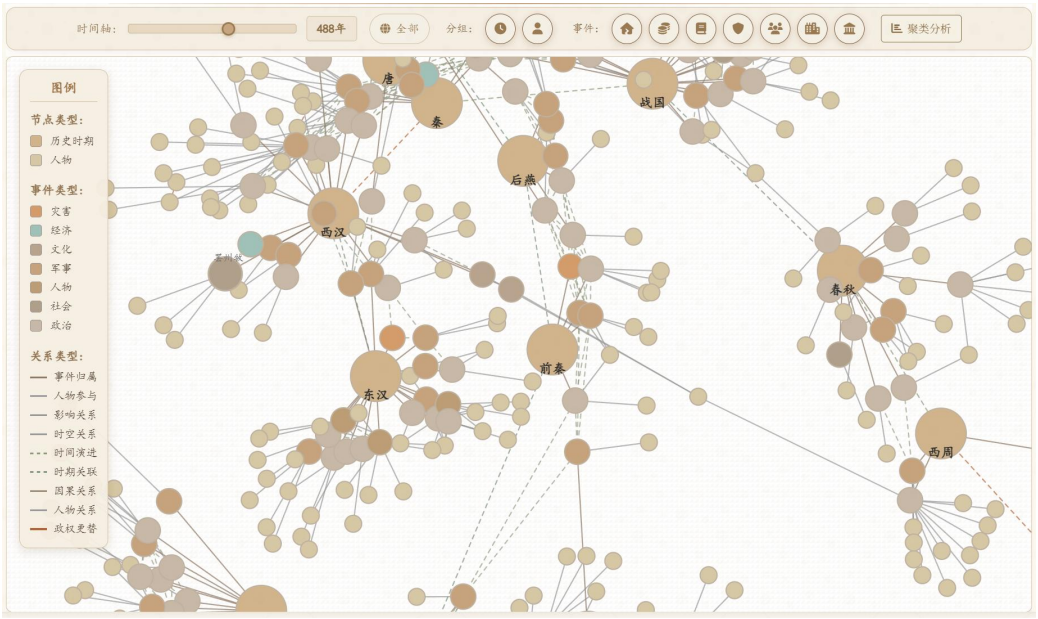 时间轴:
488年
全部
分组:
事件:
聚类分析
图例
节点类型:
历史时期
人物
事件类型:
灾害
经济
文化
军事
人物
社会
政治
关系类型:
事件归属
人物参与
影响关系
时空关系
时间演进
时期关联
因果关系
人物关系
政权更替
唐
秦
战国
后燕
西汉
春秋
前秦
东汉
西周